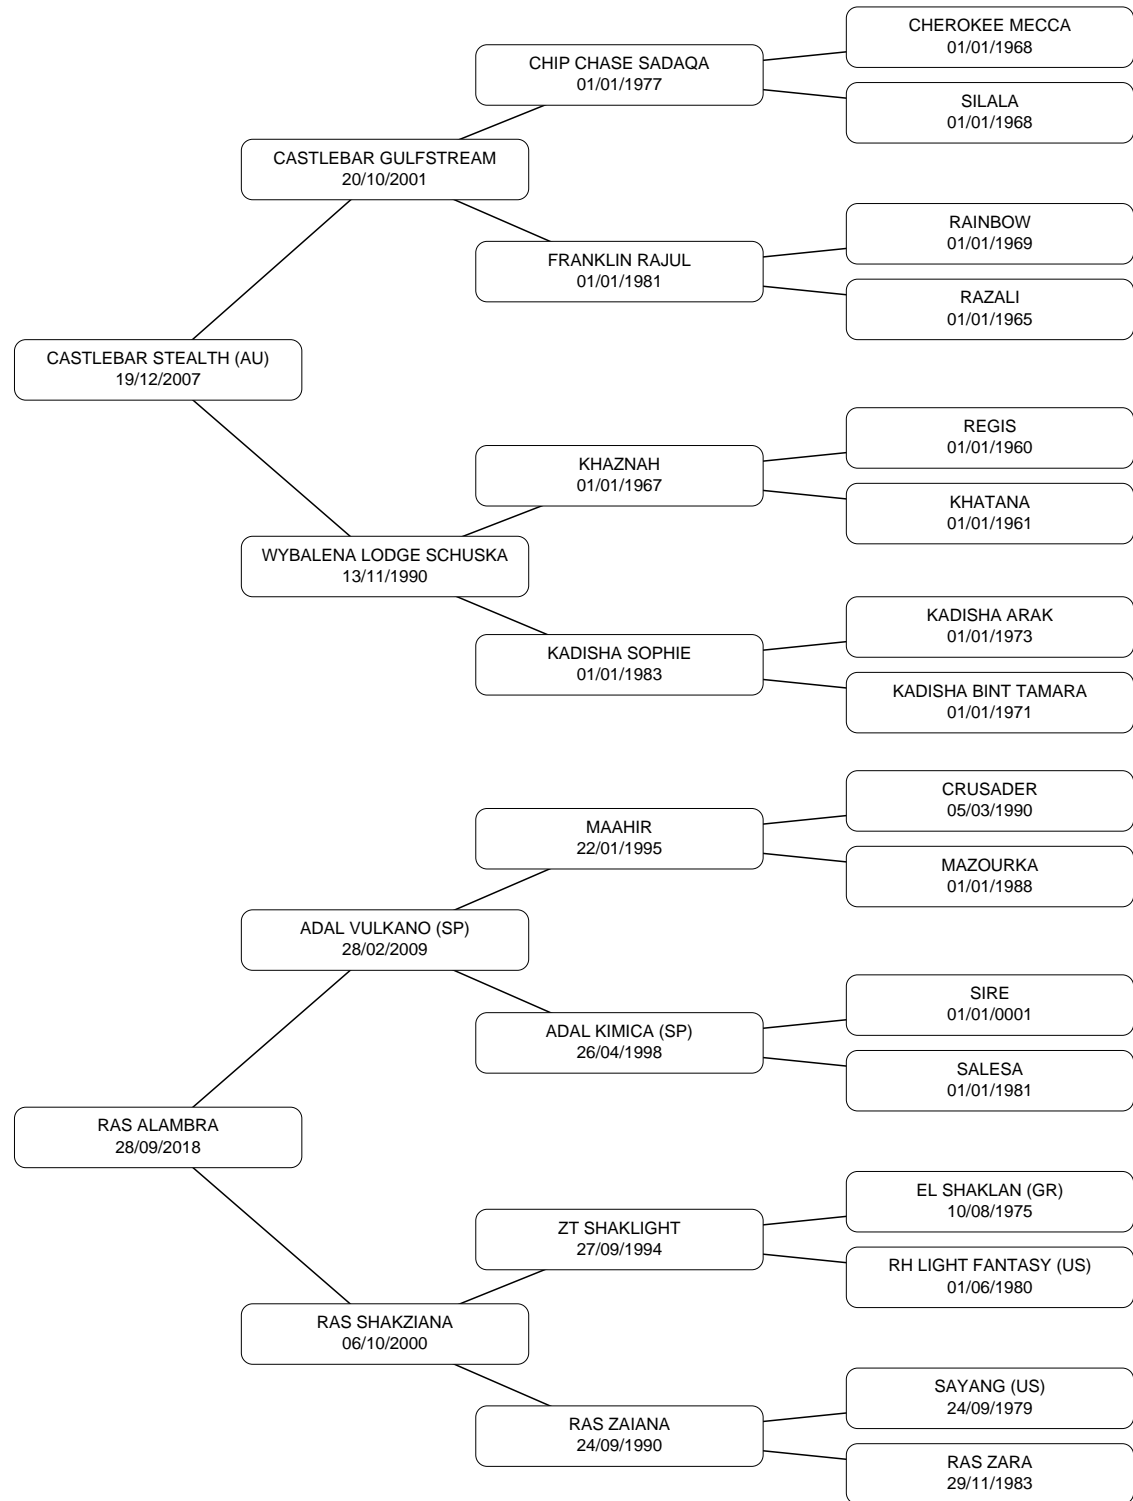 CHEROKEE MECCA
01/01/1968
CHIP CHASE SADAQA
01/01/1977
SILALA
01/01/1968
CASTLEBAR GULFSTREAM
20/10/2001
RAINBOW
01/01/1969
FRANKLIN RAJUL
01/01/1981
RAZALI
01/01/1965
CASTLEBAR STEALTH (AU)
19/12/2007
REGIS
01/01/1960
KHAZNAH
01/01/1967
KHATANA
01/01/1961
WYBALENA LODGE SCHUSKA
13/11/1990
KADISHA ARAK
01/01/1973
KADISHA SOPHIE
01/01/1983
KADISHA BINT TAMARA
01/01/1971
CRUSADER
05/03/1990
MAAHIR
22/01/1995
MAZOURKA
01/01/1988
ADAL VULKANO (SP)
28/02/2009
SIRE
01/01/0001
ADAL KIMICA (SP)
26/04/1998
SALESA
01/01/1981
RAS ALAMBRA
28/09/2018
EL SHAKLAN (GR)
10/08/1975
ZT SHAKLIGHT
27/09/1994
RH LIGHT FANTASY (US)
01/06/1980
RAS SHAKZIANA
06/10/2000
SAYANG (US)
24/09/1979
RAS ZAIANA
24/09/1990
RAS ZARA
29/11/1983